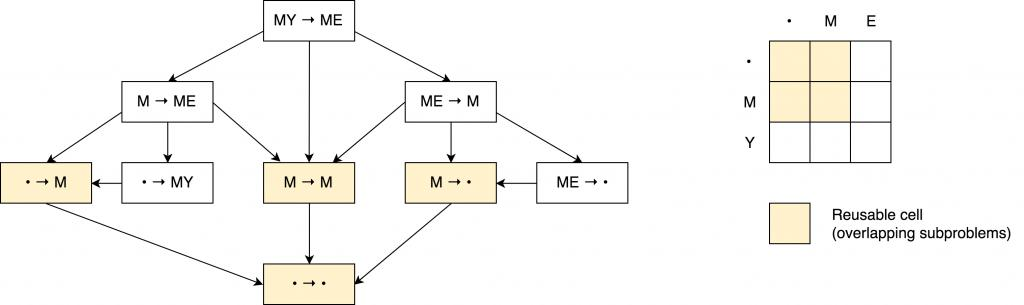 MY → ME
M → ME
ME → M
• → M
• → MY
M → M
M → •
ME → •
• → •
• M E
•
M
Y
Reusable cell
(overlapping subproblems)